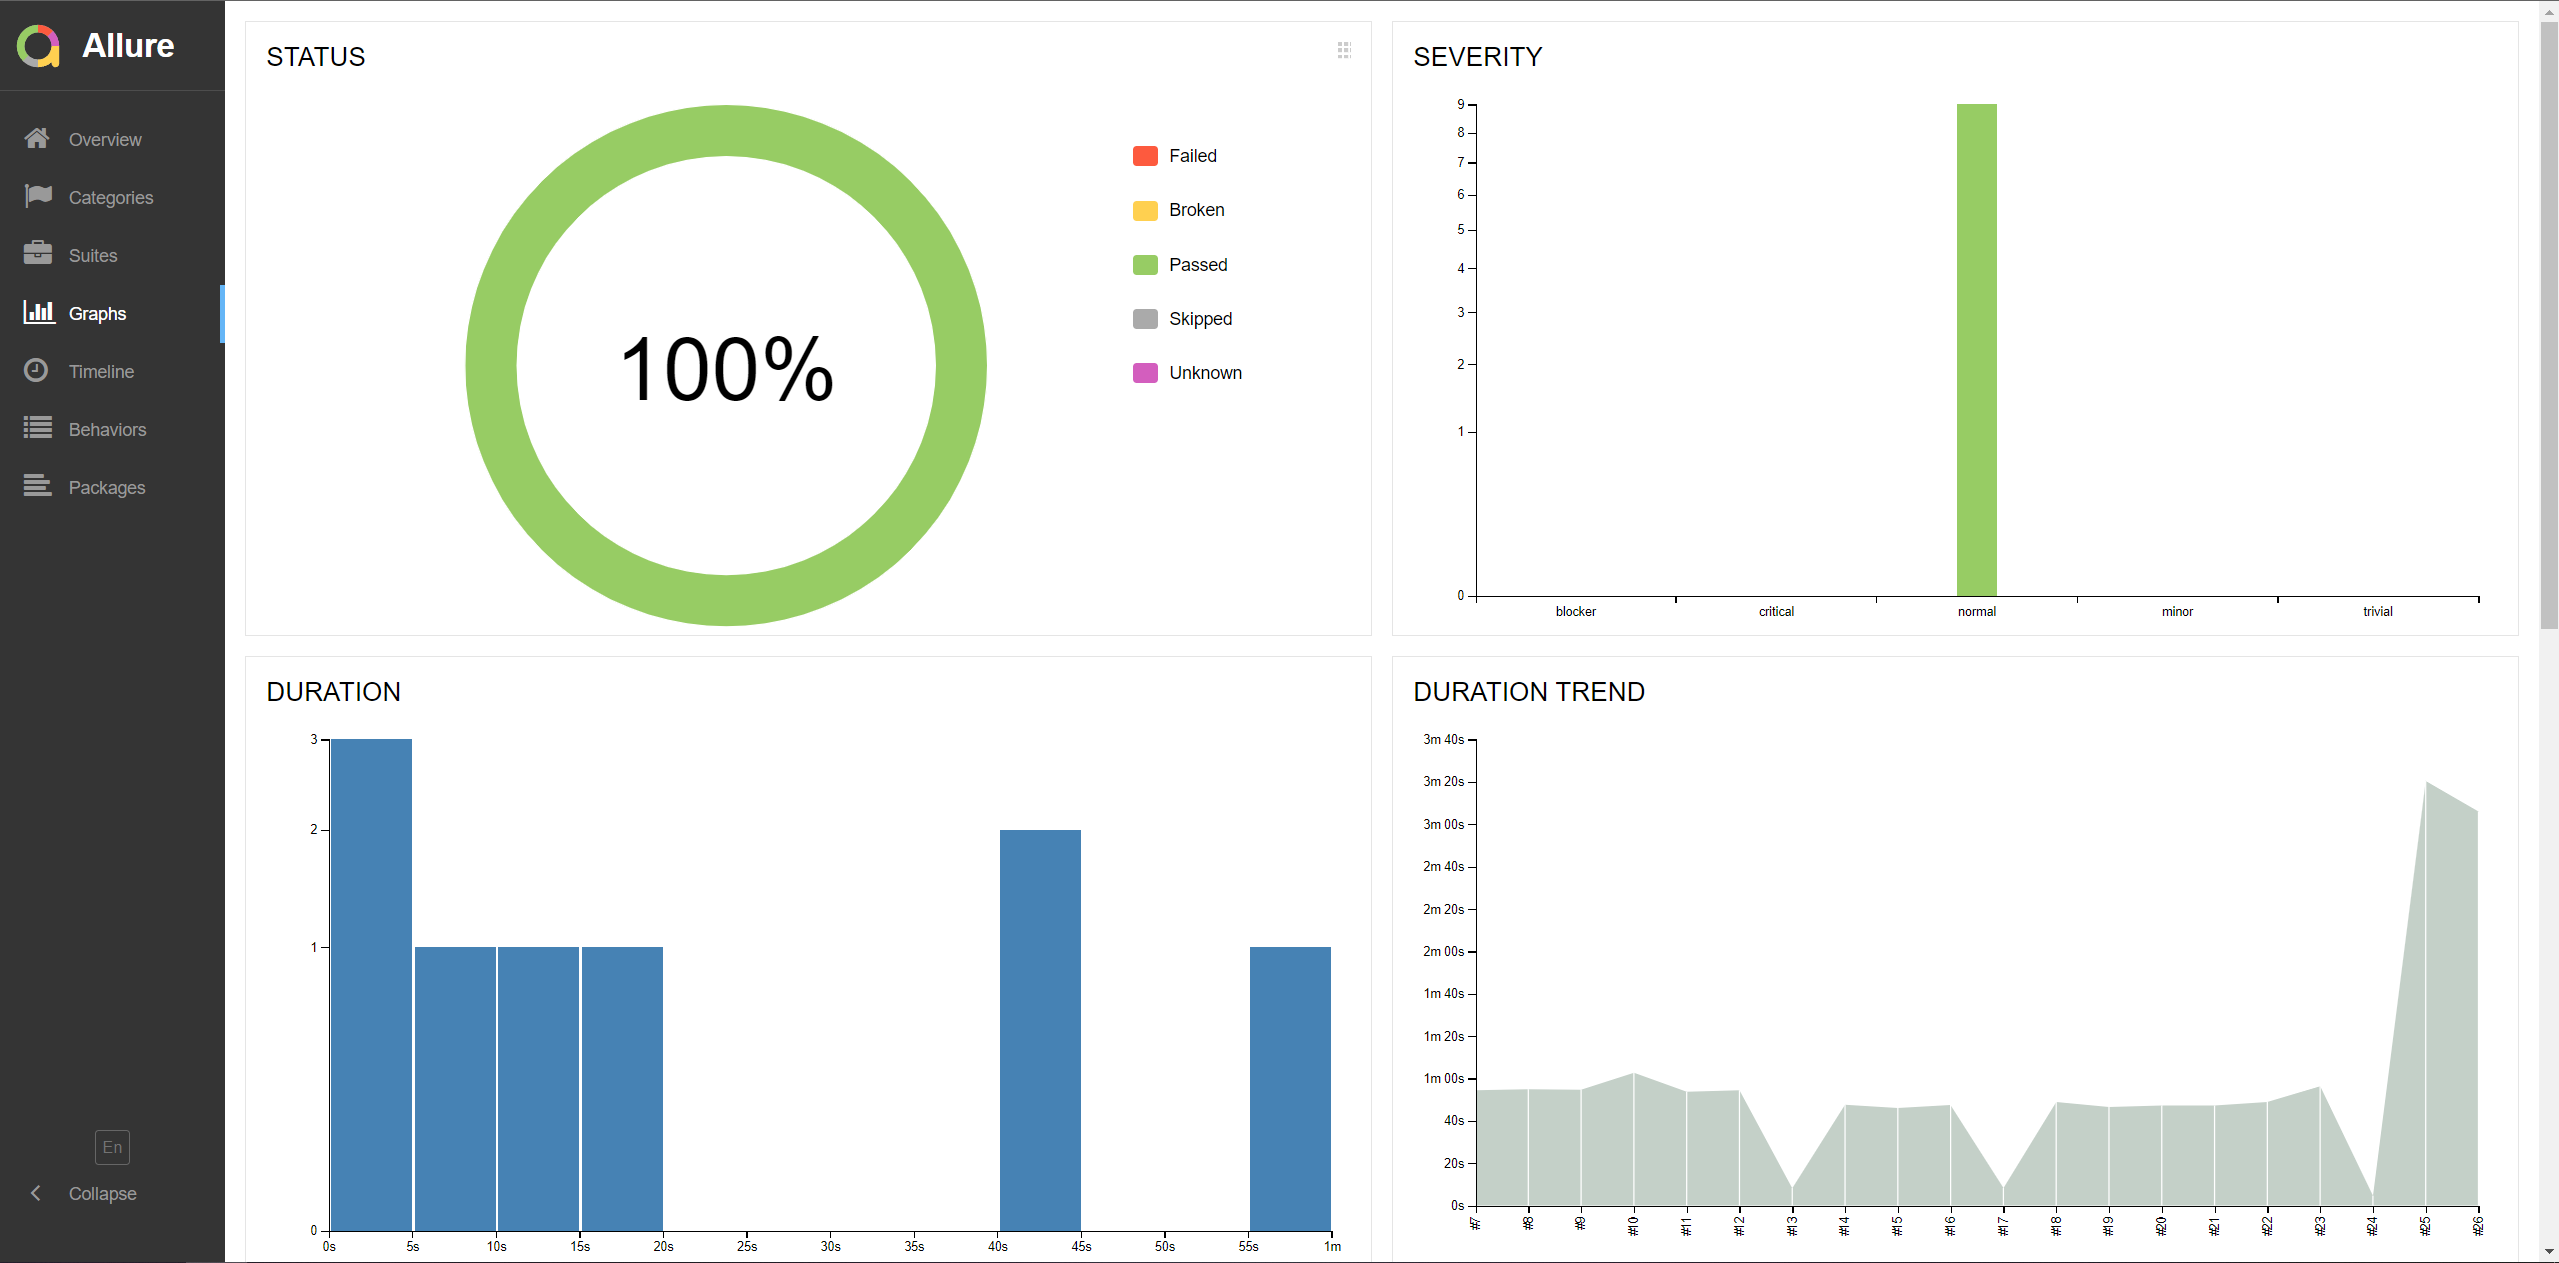 Allure
Overview
Categories
Suites
Graphs
Timeline
Behaviors
Packages
En
Collapse
STATUS
100%
Failed
Broken
Passed
Skipped
Unknown
SEVERITY
9
8
7
6
5
4
3
2
1
0
blocker critical normal minor trivial
DURATION
3
2
1
0
0s 5s 10s 15s 20s 25s 30s 35s 40s 45s 50s 55s 1m
DURATION TREND
3m 40s
3m 20s
3m 00s
2m 40s
2m 20s
2m 00s
1m 40s
1m 20s
1m 00s
40s
20s
0s
#7 #8 #9 #10 #11 #12 #13 #14 #15 #16 #17 #18 #19 #20 #21 #22 #23 #24 #25 #26